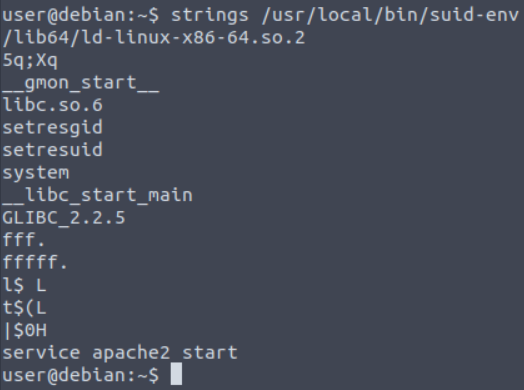 user@debian:~$ strings /usr/local/bin/suid-env
/lib64/ld-linux-x86-64.so.2
5q;Xq
__gmon_start__
libc.so.6
setresgid
setresuid
system
__libc_start_main
GLIBC_2.2.5
fff.
fffff.
l$ L
t$(L
|$0H
service apache2 start
user@debian:~$